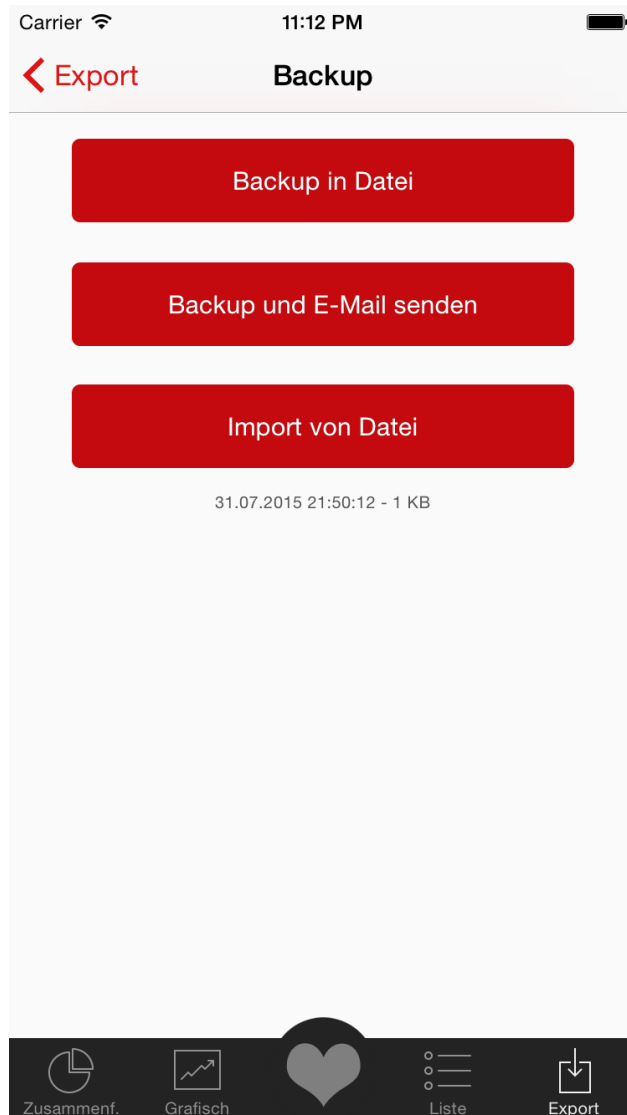 Carrier 11:12 PM
Export Backup
Backup in Datei
Backup und E-Mail senden
Import von Datei
31.07.2015 21:50:12 - 1 KB
Zusammenf. Grafisch Liste Export